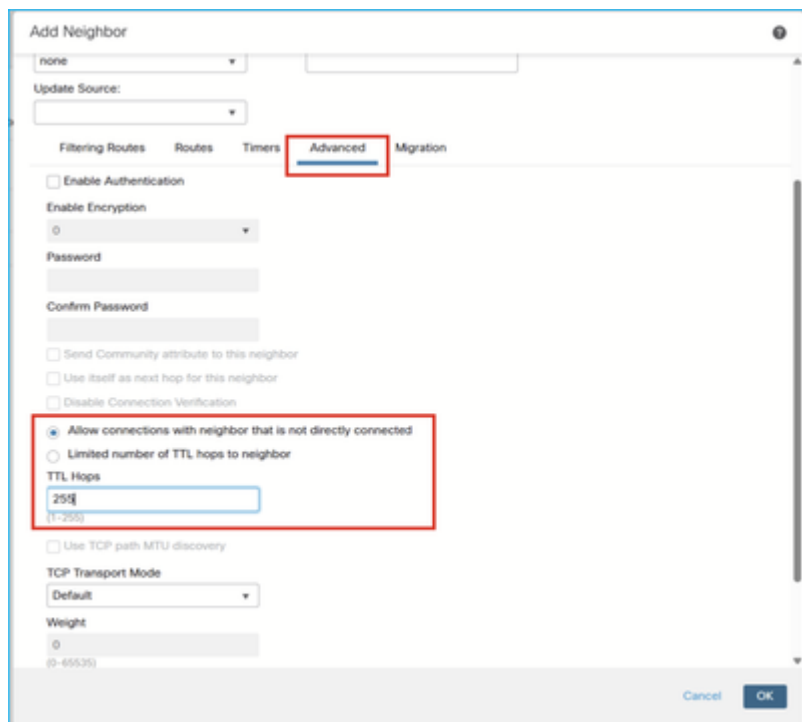 Add Neighbor
none
Update Source:
Filtering Routes Routes Timers Advanced Migration
Enable Authentication
Enable Encryption
0
Password
Confirm Password
Send Community attribute to this neighbor
Use itself as next hop for this neighbor
Disable Connection Verification
Allow connections with neighbor that is not directly connected
Limited number of TTL hops to neighbor
TTL Hops
255
(1-255)
Use TCP path MTU discovery
TCP Transport Mode
Default
Weight
0
(0-65535)
Cancel OK